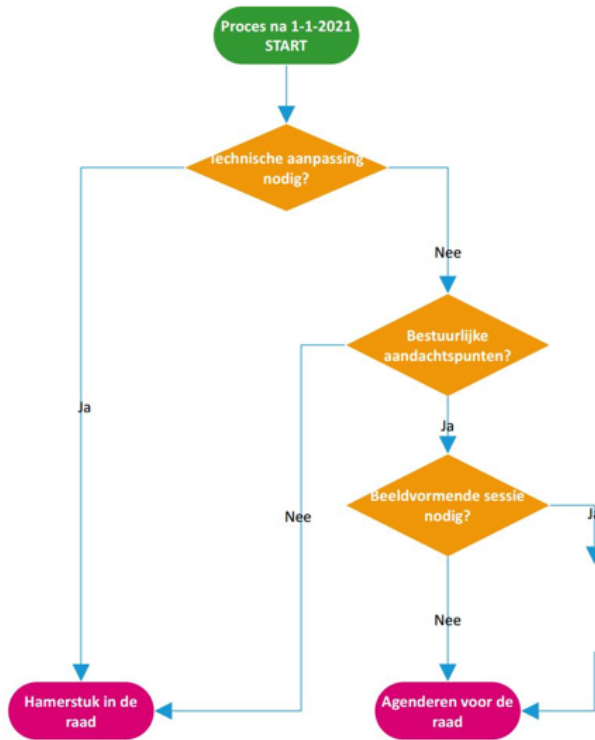 Proces na 1-1-2021
START
Technische aanpassing
nodig?
Nee
Bestuurlijke
aandachtspunten?
Ja
Ja
Beeldvormende sessie
nodig?
Nee
Ja
Nee
Hamerstuk in de
raad
Agenderen voor de
raad